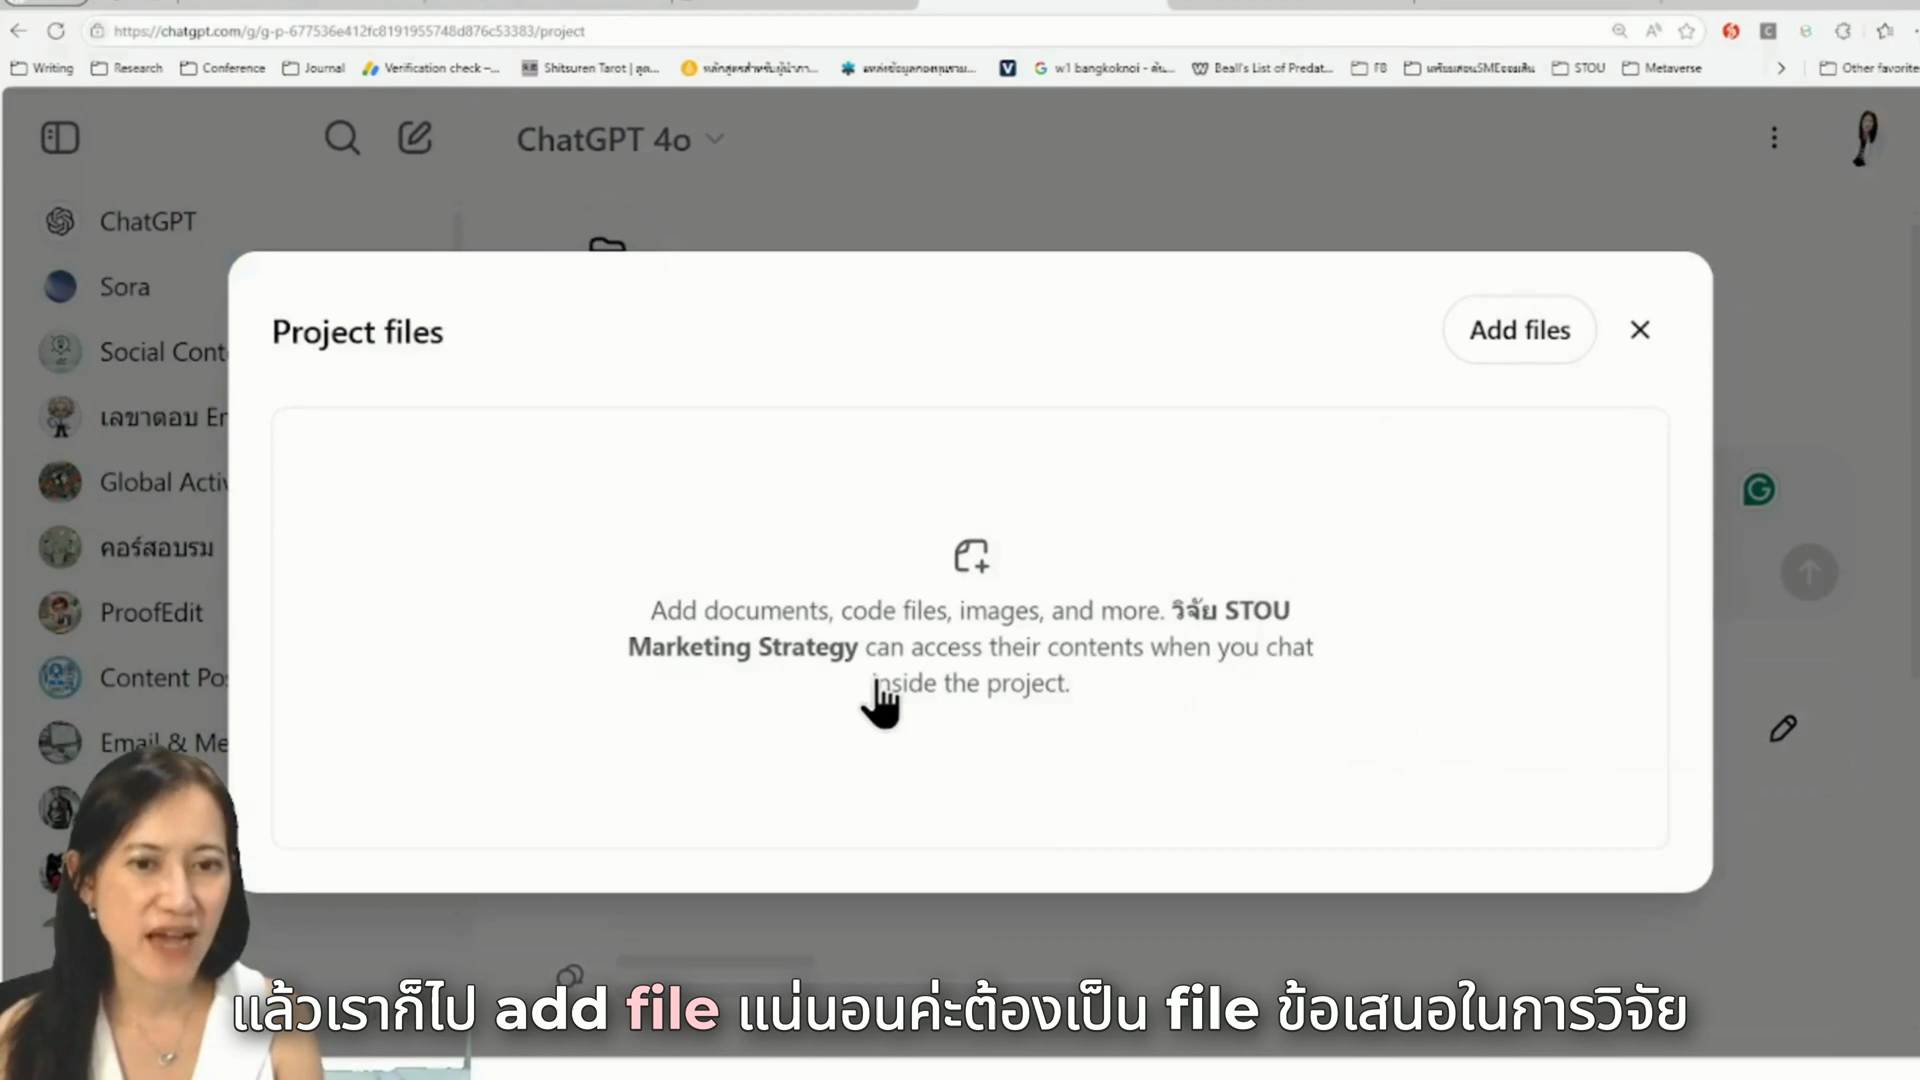 https://chatgpt.com/g/g-p-677536e412fc8191955748d876c53383/project
Writing
Research
Conference
Journal
Verification check –...
Shitsuren Tarot | ดูด...
w1 bangkoknoi - ค้น...
Beall's List of Predat...
FB
STOU
Metaverse
Other favorite
ChatGPT 4o
ChatGPT
Sora
Social Cont
เลขาตอบ Er
Global Activ
คอร์สอบรม
ProofEdit
Content Po
Email & Me
Project files
Add files
Add documents, code files, images, and more. วิจัย STOU
Marketing Strategy can access their contents when you chat
inside the project.
แล้วเราก็ไป add file แน่นอนค่ะต้องเป็น file ข้อเสนอในการวิจัย